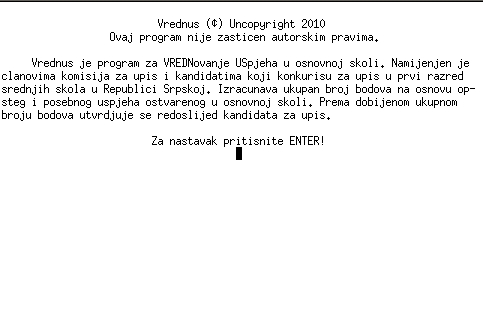 Vrednus (¢) Uncopyright 2010
Ovaj program nije zasticen autorskim pravima.
Vrednus je program za VREDNovanje USpjeha u osnovnoj skoli. Namijenjen je
clanovima komisija za upis i kandidatima koji konkurisu za upis u prvi razred
srednjih skola u Republici Srpskoj. Izracunava ukupan broj bodova na osnovu op-
steg i posebnog uspjeha ostvarenog u osnovnoj skoli. Prema dobijenom ukupnom
broju bodova utvrdjuje se redoslijed kandidata za upis.
Za nastavak pritisnite ENTER!